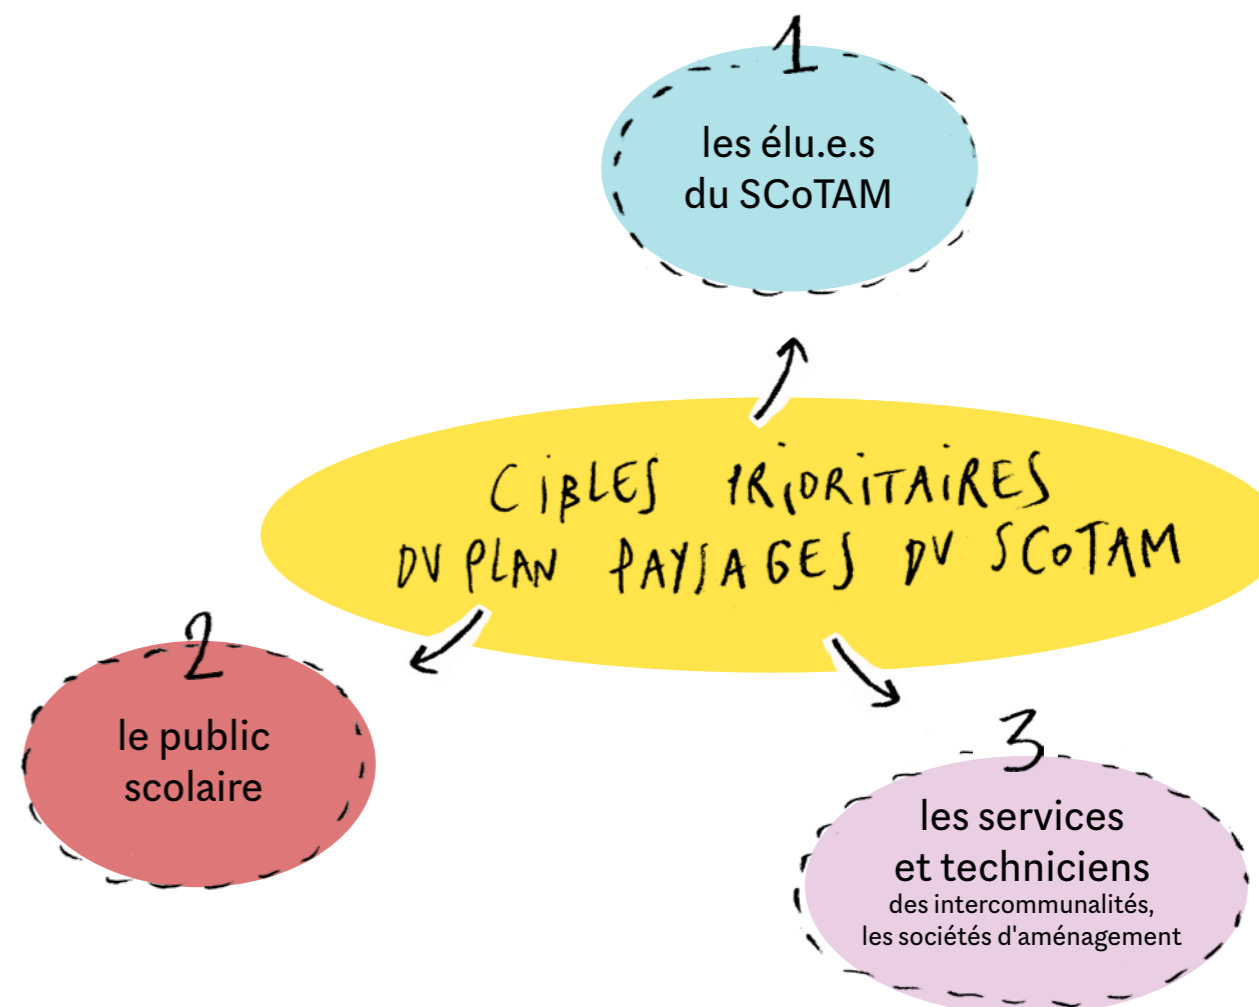 1
les élu.e.s
du SCoTAM
CIBLES PRIORITAIRES
DU PLAN PAYSAGES DU SCoTAM
2
le public
scolaire
3
les services
et techniciens
des intercommunalités,
les sociétés d'aménagement